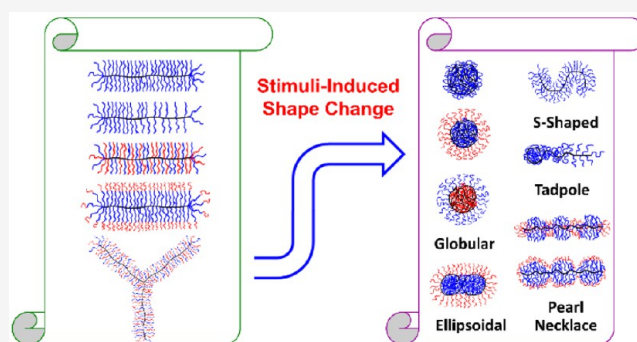 Stimuli-Induced
Shape Change
S-Shaped
Tadpole
Globular
Ellipsoidal
Pearl
Necklace